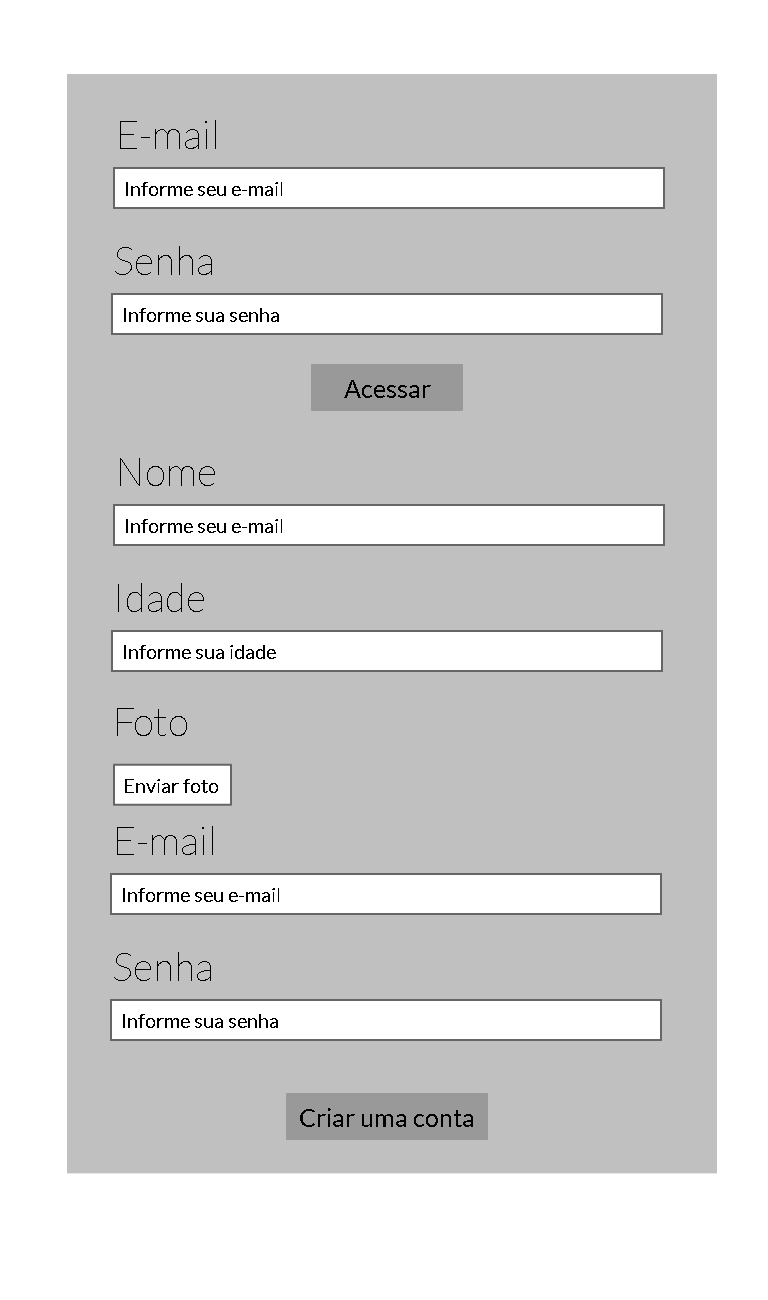 E-mail
Informe seu e-mail
Senha
Informe sua senha
Acessar
Nome
Informe seu e-mail
Idade
Informe sua idade
Foto
Enviar foto
E-mail
Informe seu e-mail
Senha
Informe sua senha
Criar uma conta